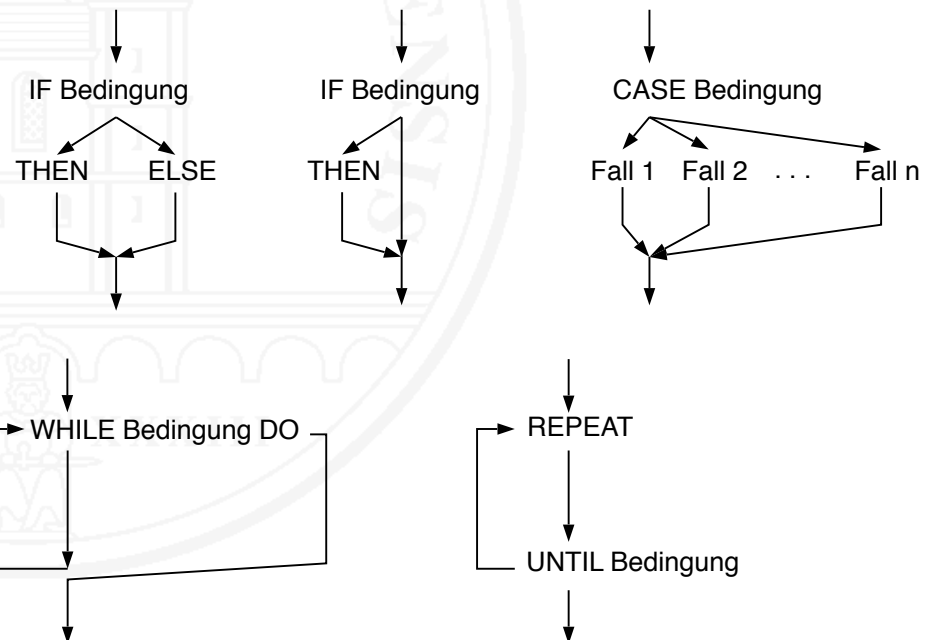 IF Bedingung
THEN ELSE
IF Bedingung
THEN
CASE Bedingung
Fall 1 Fall 2 . . . Fall n
WHILE Bedingung DO
REPEAT
UNTIL Bedingung